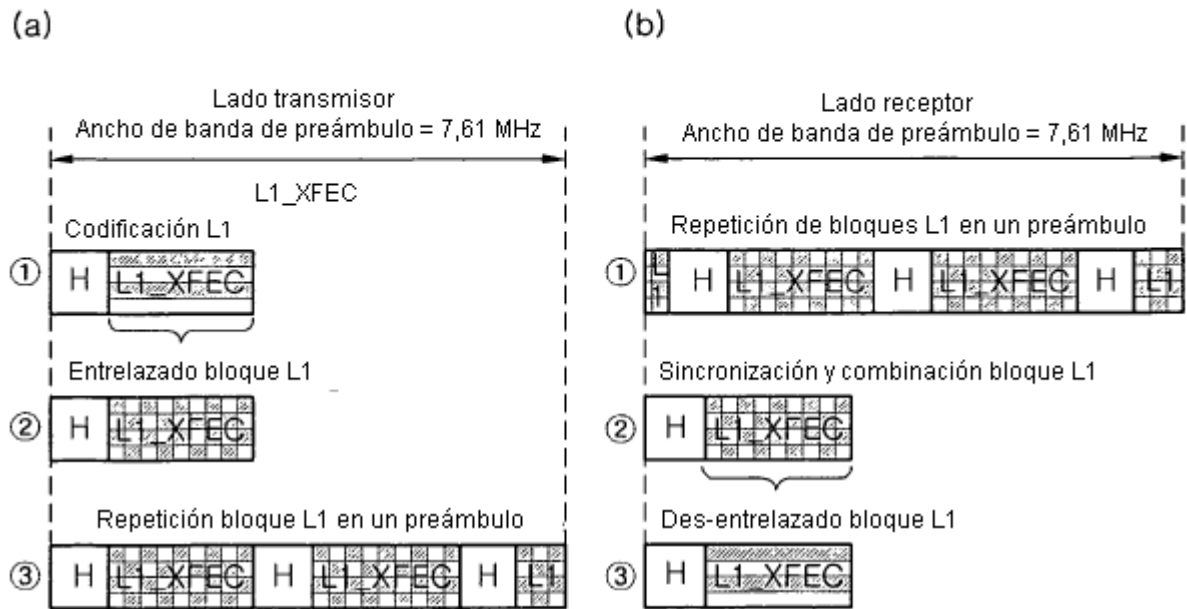 (a)
Lado transmisor
Ancho de banda de preámbulo = 7,61 MHz
L1_XFEC
Codificación L1
① H L1_XFEC
Entrelazado bloque L1
② H L1_XFEC
Repetición bloque L1 en un preámbulo
③ H L1_XFEC H L1_XFEC H L1
(b)
Lado receptor
Ancho de banda de preámbulo = 7,61 MHz
Repetición de bloques L1 en un preámbulo
① L1 H L1_XFEC H L1_XFEC H L1
Sincronización y combinación bloque L1
② H L1_XFEC
Des-entrelazado bloque L1
③ H L1_XFEC